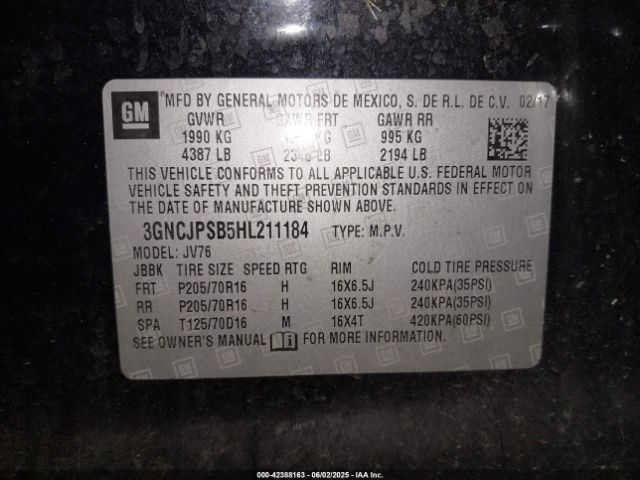 GM
"MFD BY GENERAL MOTORS DE MEXICO, S. DE R.L. DE C.V. 02/17
GVWR GAWR FRT GAWR RR
1990 KG KG 995 KG
4387 LB LB 2194 LB
THIS VEHICLE CONFORMS TO ALL APPLICABLE U.S. FEDERAL MOTOR
VEHICLE SAFETY AND THEFT PREVENTION STANDARDS IN EFFECT ON
THE DATE OF MANUFACTURE SHOWN ABOVE.
3GNCJPSB5HL211184 TYPE: M.P.V.
MODEL: JV76
JBBK TIRE SIZE SPEED RTG RIM COLD TIRE PRESSURE
FRT P205/70R16 H 16X6.5J 240KPA(35PSI)
RR P205/70R16 H 16X6.5J 240KPA(35PSI)
SPA T125/70D16 M 16X4T 420KPA(60PSI)
SEE OWNER'S MANUAL FOR MORE INFORMATION.
000-42388163 - 06/02/2025 - IAA Inc.